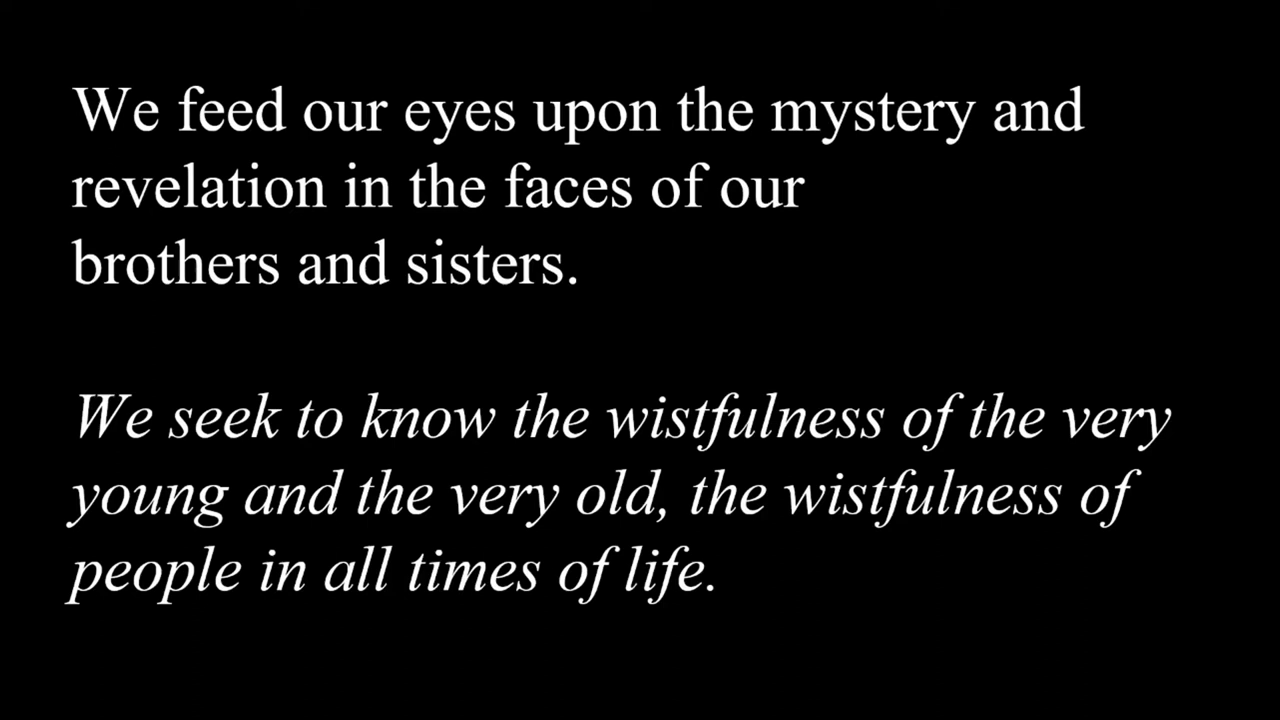 We feed our eyes upon the mystery and
revelation in the faces of our
brothers and sisters.
We seek to know the wistfulness of the very
young and the very old, the wistfulness of
people in all times of life.